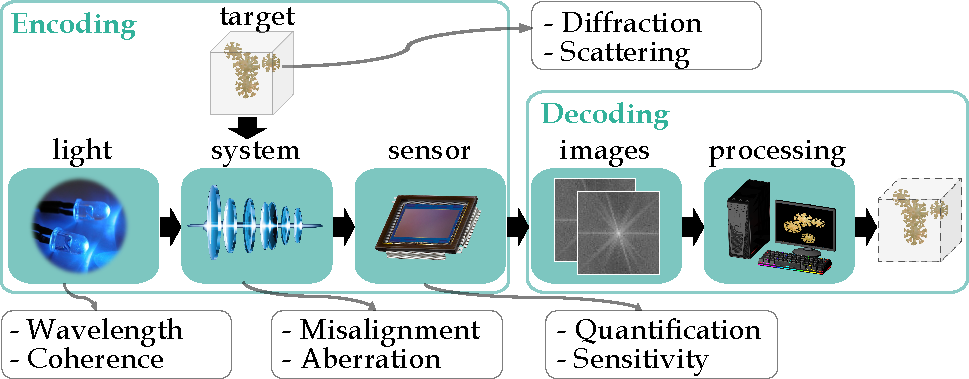 Encoding
target
- Diffraction
- Scattering
Decoding
light
system
sensor
images
processing
- Wavelength
- Coherence
- Misalignment
- Aberration
- Quantification
- Sensitivity